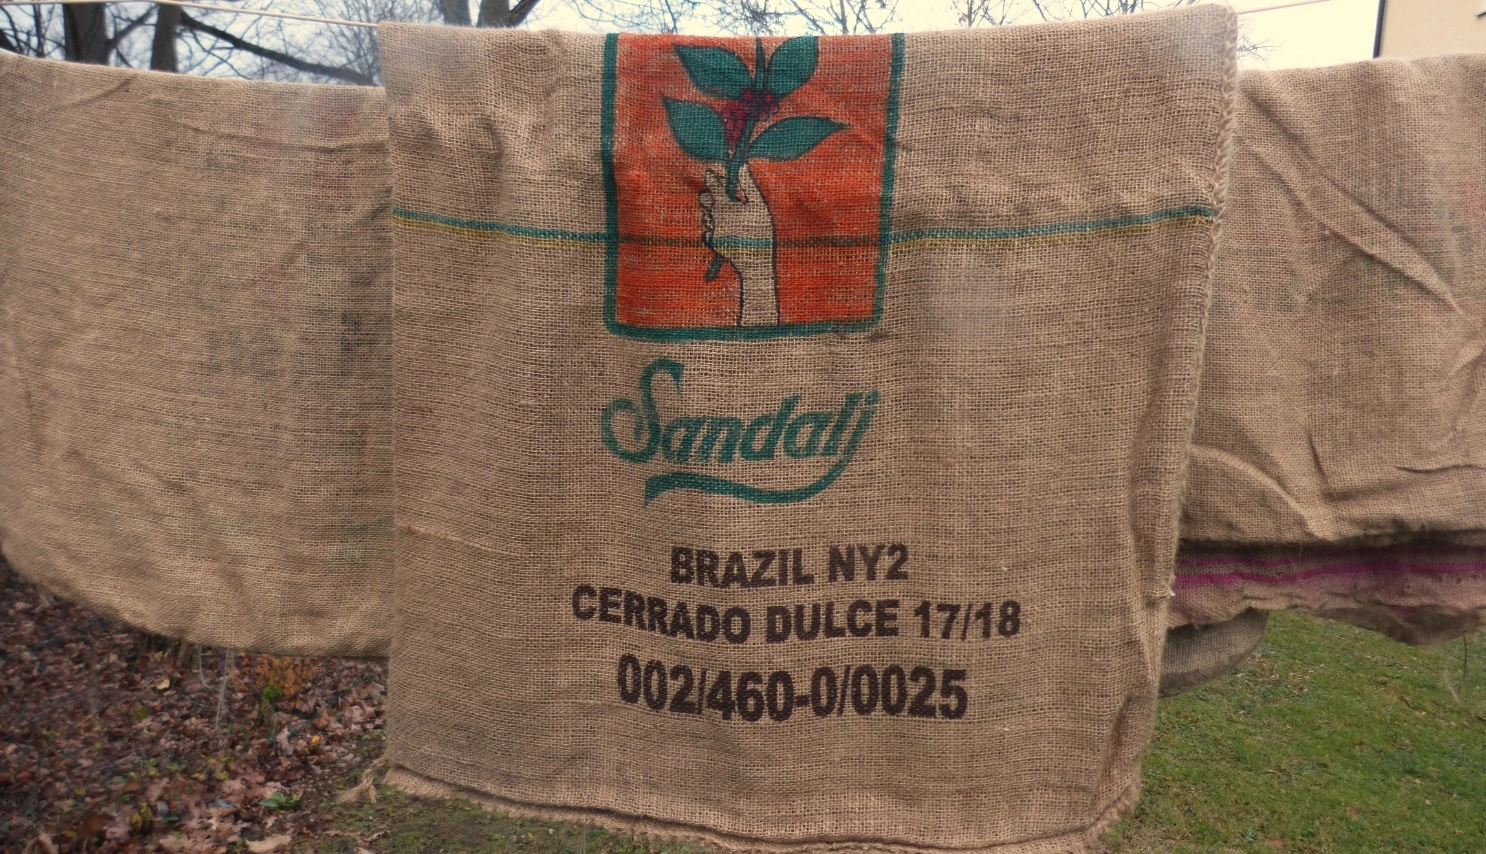 Sandalj
BRAZIL NY2
CERRADO DULCE 17/18
002/460-0/0025